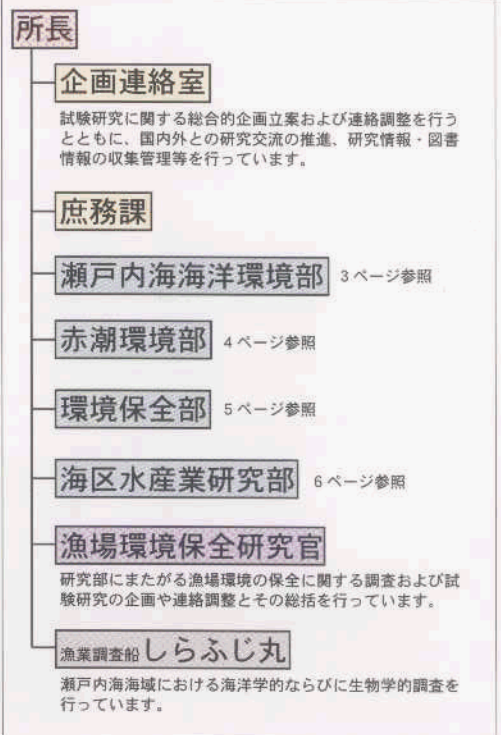 所長
企画連絡室
試験研究に関する総合的企画立案および連絡調整を行う
とともに、国内外との研究交流の推進、研究情報・図書
情報の収集管理等を行っています。
庶務課
瀬戸内海海洋環境部 3ページ参照
赤潮環境部 4ページ参照
環境保全部 5ページ参照
海区水産業研究部 6ページ参照
漁場環境保全研究官
研究部にまたがる漁場環境の保全に関する調査および試
験研究の企画や連絡調整とその総括を行っています。
漁業調査船しらふじ丸
瀬戸内海海域における海洋学的ならびに生物学的調査を
行っています。